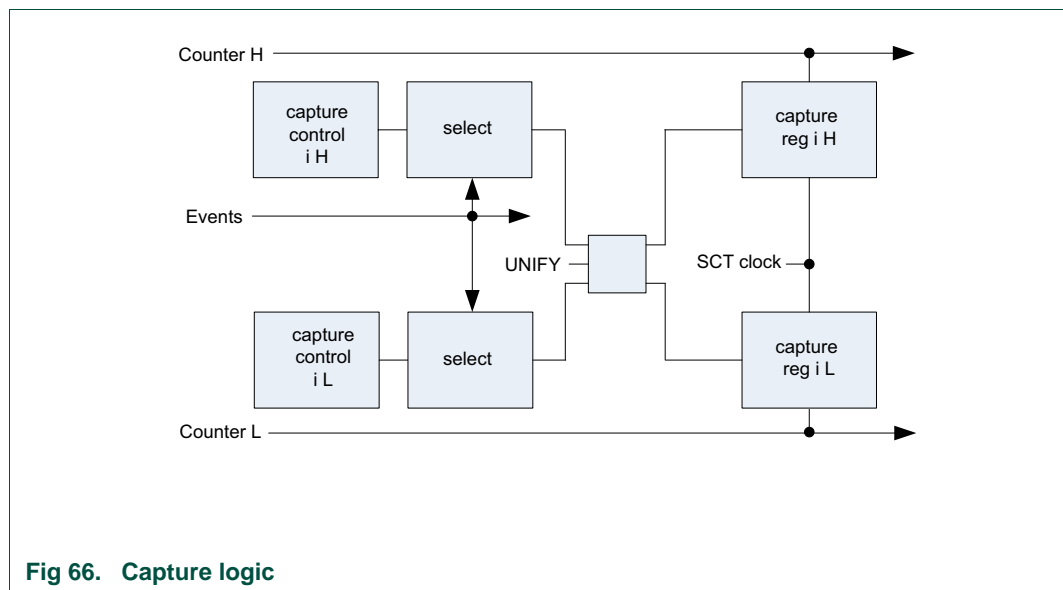 Counter H
capture
control
i H
select
capture
reg i H
Events
UNIFY
SCT clock
capture
control
i L
select
capture
reg i L
Counter L
Fig 66. Capture logic